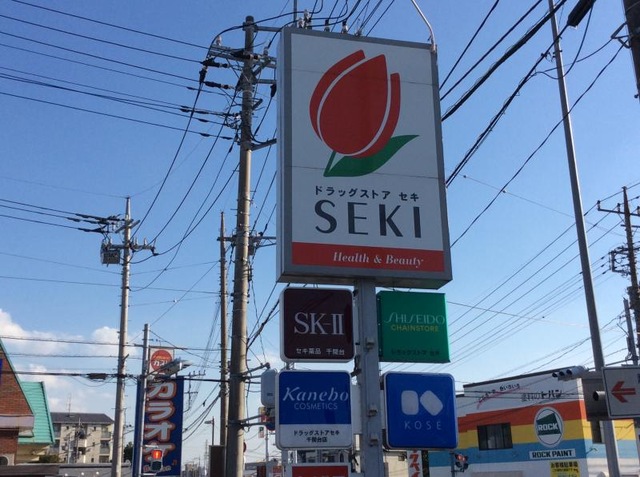 ドラッグストア セキ
SEKI
Health & Beauty
SK-II
セキ薬品 千間台
SHISEIDO
CHAINSTORE
Kanebo
COSMETICS
ドラッグストアセキ
千間台店
KOSÉ
カラオケ
ROCK
ROCK PAINT